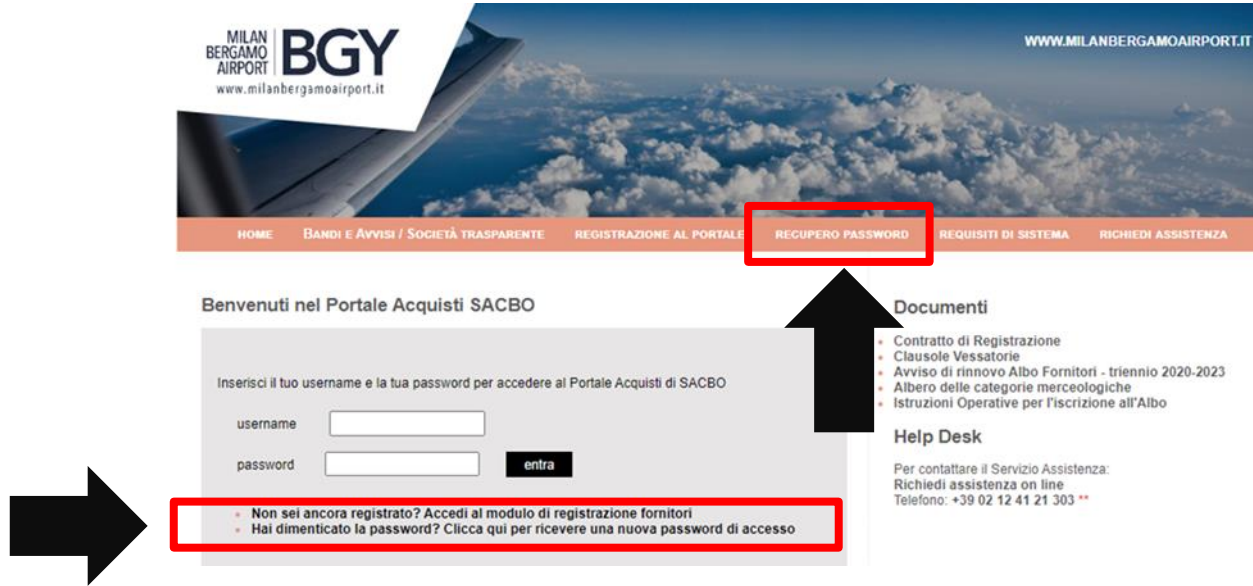 MILAN
BERGAMO
AIRPORT
BGY
www.milanbergamoairport.it
WWW.MILANBERGAMOAIRPORT.IT
HOME BANDI E AVVISI / SOCIETÀ TRASPARENTE REGISTRAZIONE AL PORTALE RECUPERO PASSWORD REQUISITI DI SISTEMA RICHIEDI ASSISTENZA
Benvenuti nel Portale Acquisti SACBO
Inserisci il tuo username e la tua password per accedere al Portale Acquisti di SACBO
username
password entra
Non sei ancora registrato? Accedi al modulo di registrazione fornitori
Hai dimenticato la password? Clicca qui per ricevere una nuova password di accesso
Documenti
Contratto di Registrazione
Clausole Vessatorie
Avviso di rinnovo Albo Fornitori - triennio 2020-2023
Albero delle categorie merceologiche
Istruzioni Operative per l'iscrizione all'Albo
Help Desk
Per contattare il Servizio Assistenza:
Richiedi assistenza on line
Telefono: +39 02 12 41 21 303 **